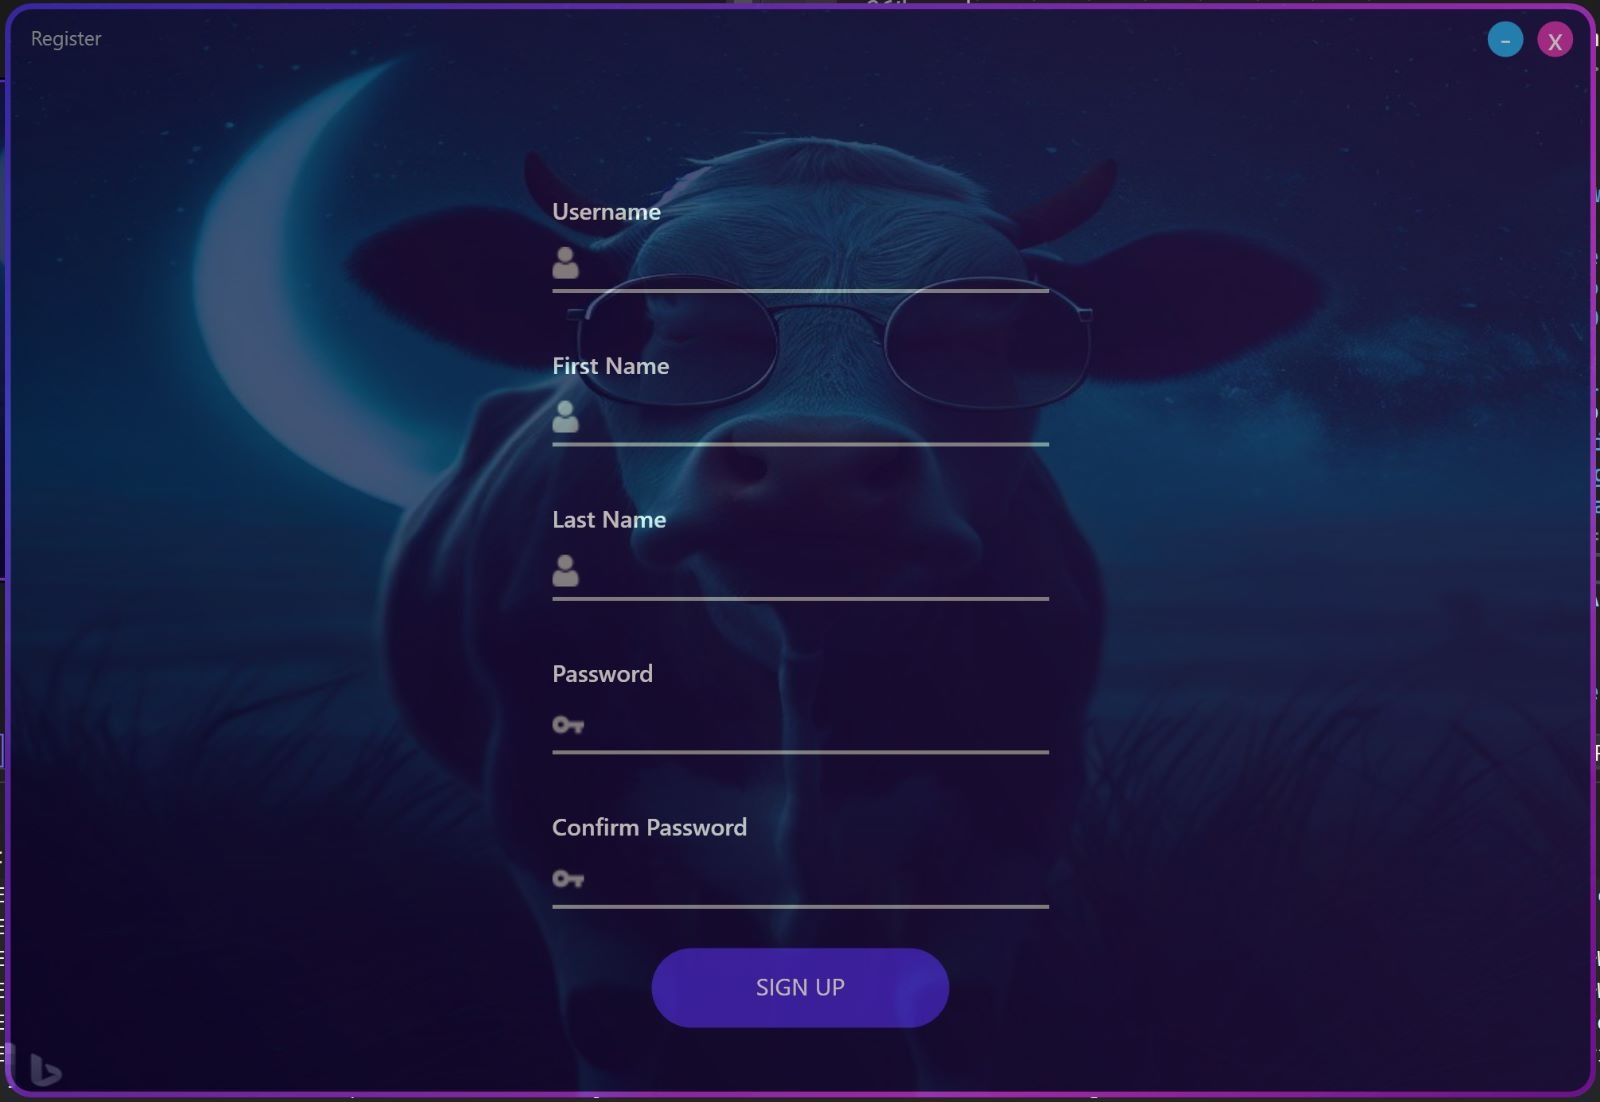 Register
-
X
Username
First Name
Last Name
Password
Confirm Password
SIGN UP